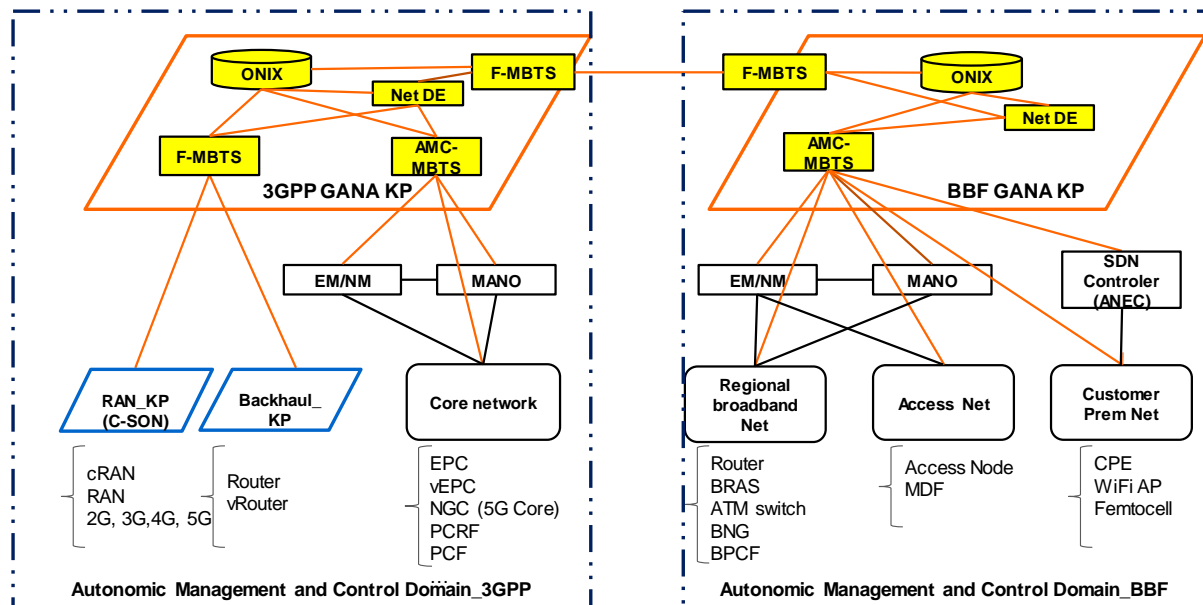 ONIX
F-MBTS
Net DE
F-MBTS
AMC-
MBTS
3GPP GANA KP
EM/NM
MANO
RAN_KP
(C-SON)
Backhaul_
KP
Core network
cRAN
RAN
2G, 3G,4G, 5G
Router
vRouter
EPC
vEPC
NGC (5G Core)
PCRF
PCF
...
Autonomic Management and Control Domain_3GPP
F-MBTS
ONIX
Net DE
AMC-
MBTS
BBF GANA KP
EM/NM
MANO
SDN
Controler
(ANEC)
Regional
broadband
Net
Access Net
Customer
Prem Net
Router
BRAS
ATM switch
BNG
BPCF
Access Node
MDF
CPE
WiFi AP
Femtocell
Autonomic Management and Control Domain_BBF